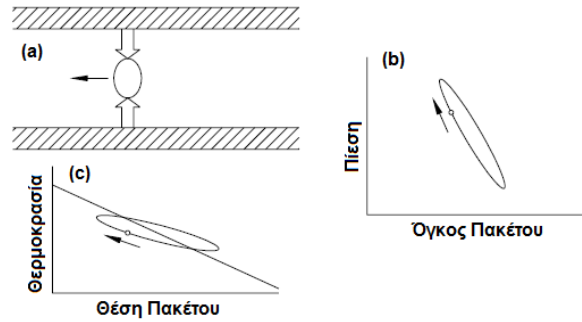 (a)
(b)
Πίεση
Όγκος Πακέτου
(c)
Θερμοκρασία
Θέση Πακέτου